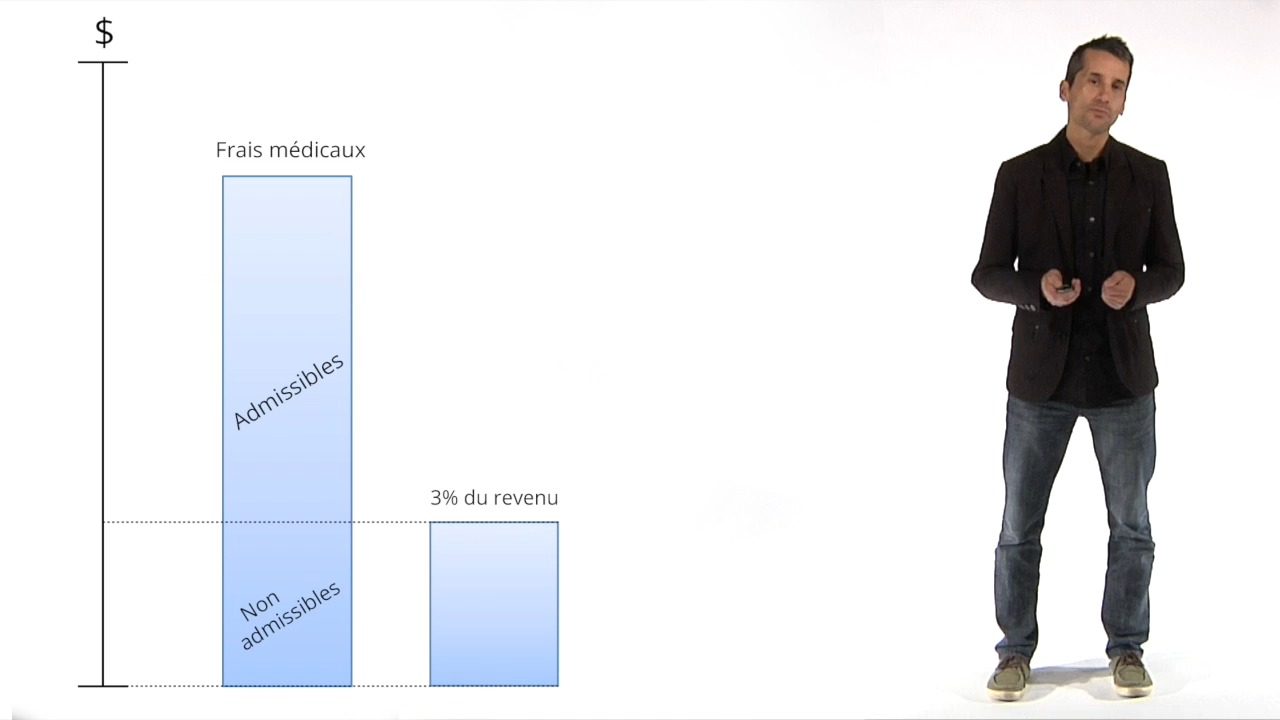 $
Frais médicaux
Admissibles
3% du revenu
Non
admissibles